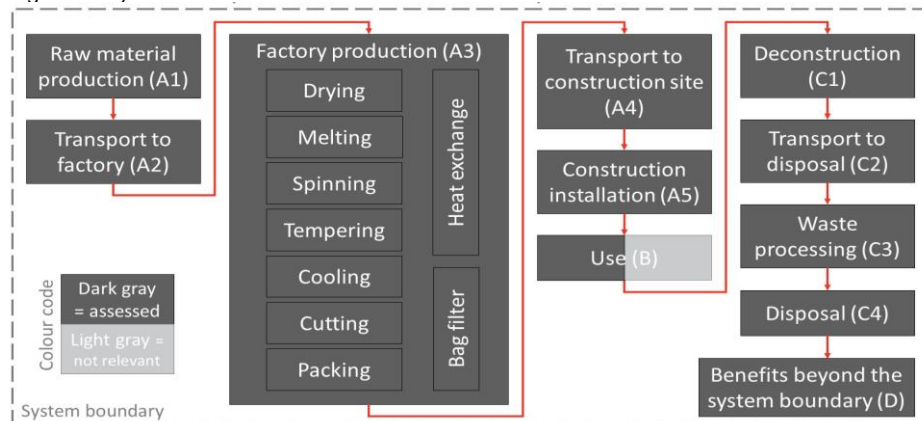 Raw material
production (A1)
Transport to
factory (A2)
Factory production (A3)
Drying
Melting
Spinning
Tempering
Cooling
Cutting
Packing
Heat exchange
Bag filter
Transport to
construction site
(A4)
Construction
installation (A5)
Use (B)
Deconstruction
(C1)
Transport to
disposal (C2)
Waste
processing (C3)
Disposal (C4)
Benefits beyond the
system boundary (D)
Colour code
Dark gray
= assessed
Light gray =
not relevant
System boundary